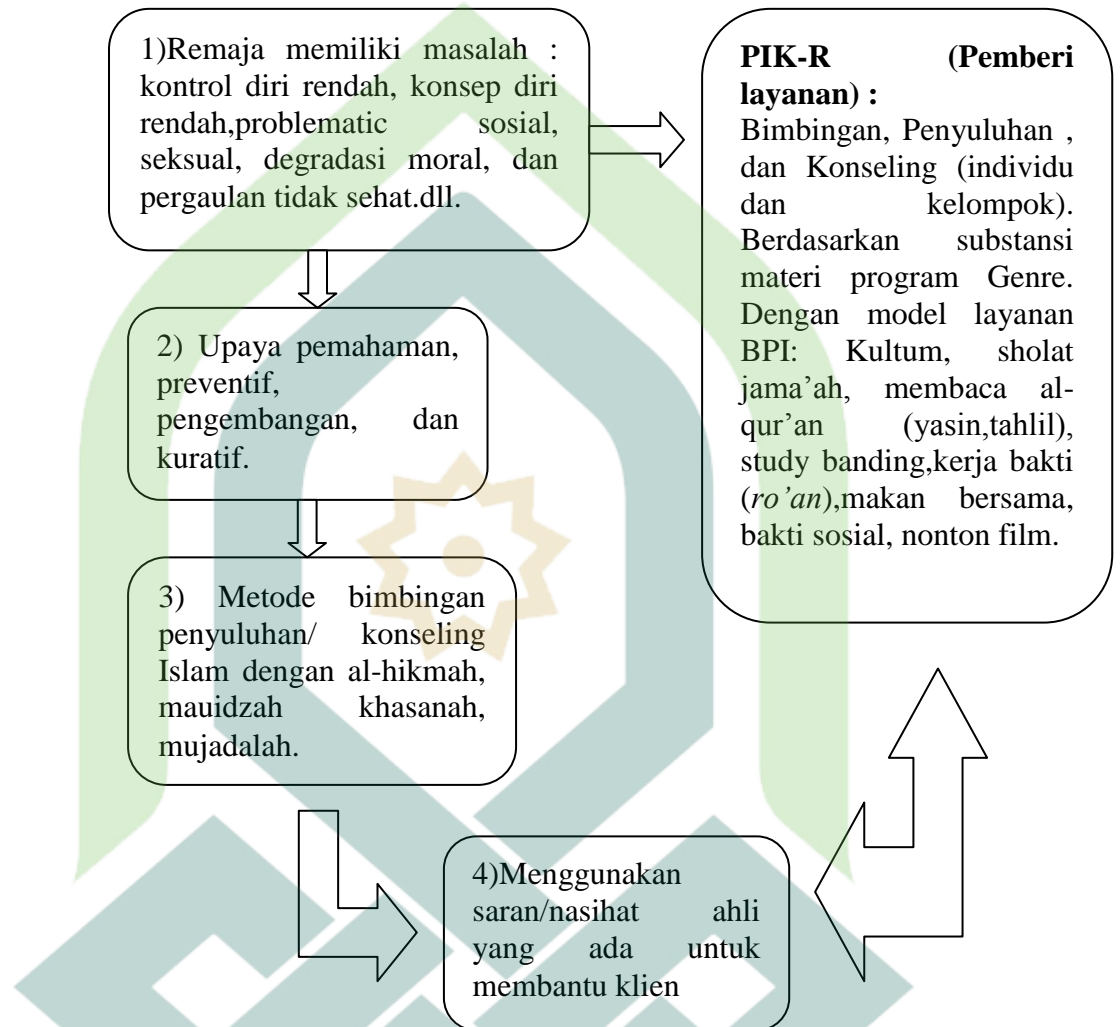 1)Remaja memiliki masalah :
kontrol diri rendah, konsep diri
rendah,problematic sosial,
seksual, degradasi moral, dan
pergaulan tidak sehat.dll.
2) Upaya pemahaman,
preventif,
pengembangan, dan
kuratif.
3) Metode bimbingan
penyuluhan/ konseling
Islam dengan al-hikmah,
mauidzah khasanah,
mujadalah.
4)Menggunakan
saran/nasihat ahli
yang ada untuk
membantu klien
PIK-R (Pemberi
layanan) :
Bimbingan, Penyuluhan ,
dan Konseling (individu
dan kelompok).
Berdasarkan substansi
materi program Genre.
Dengan model layanan
BPI: Kultum, sholat
jama’ah, membaca al-
qur’an (yasin,tahlil),
study banding,kerja bakti
(ro’an),makan bersama,
bakti sosial, nonton film.